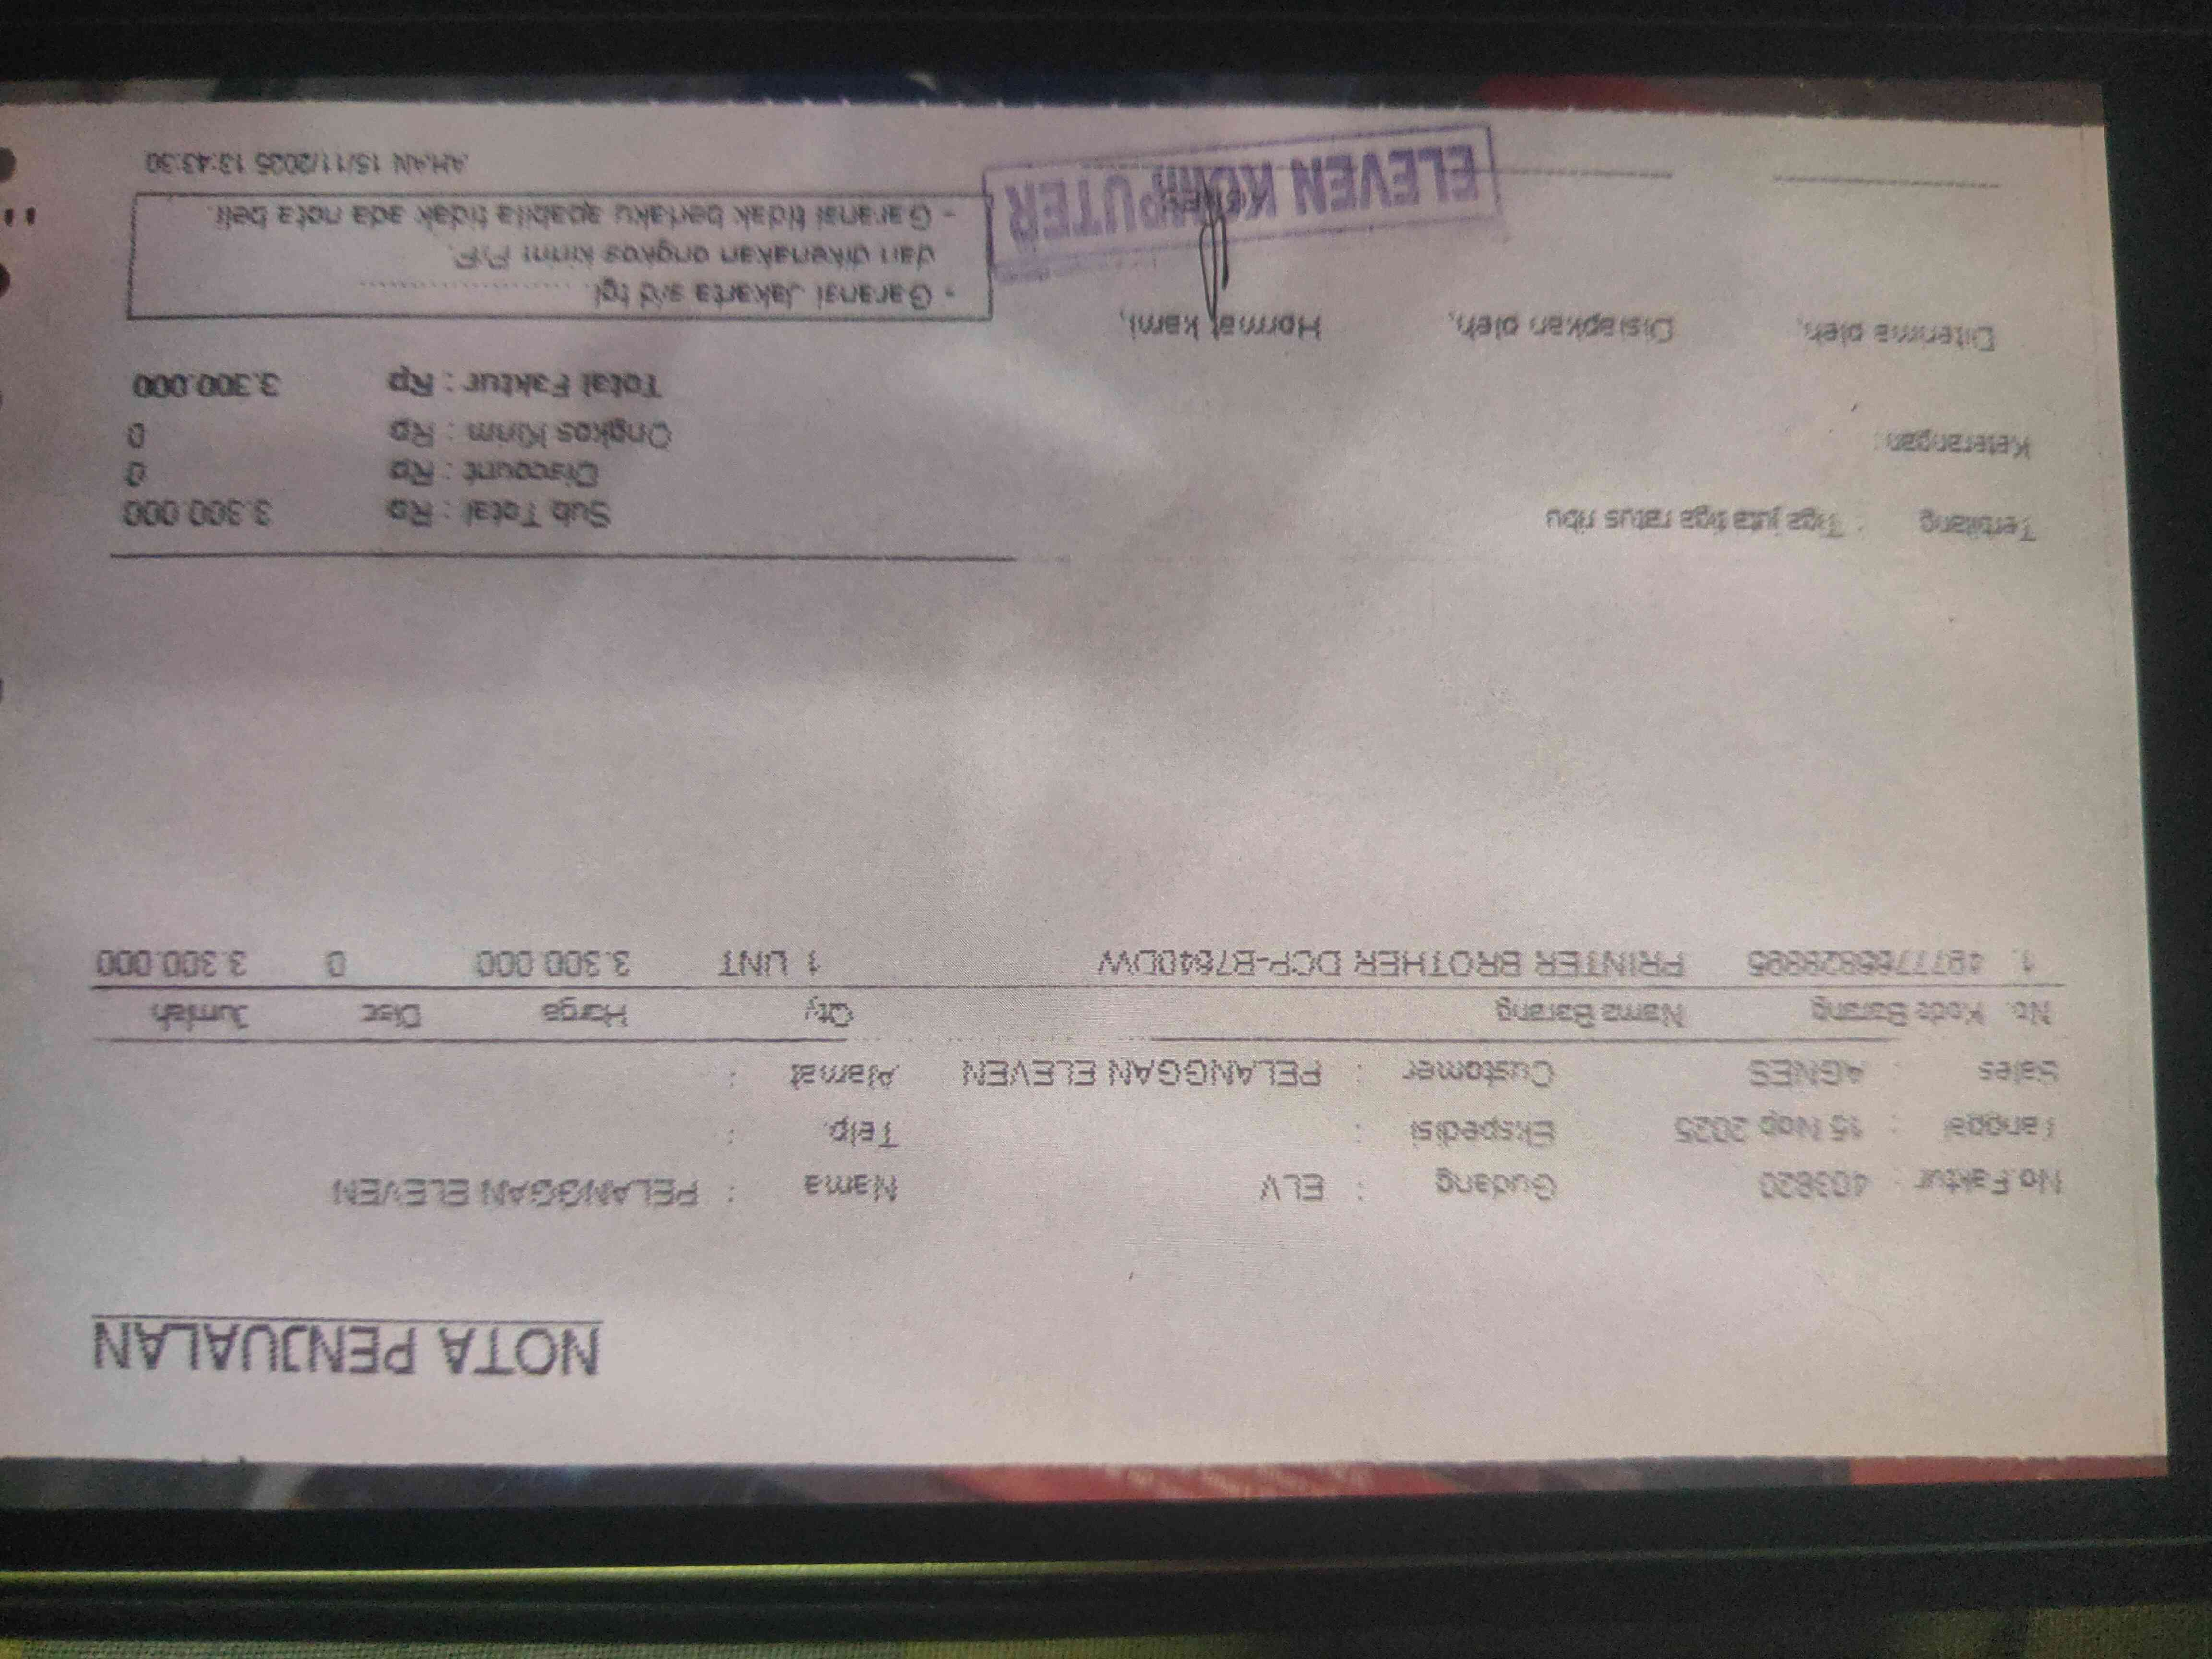 NOTA PENJUALAN
No.Faktur : 403820 Gudang : ELV Nama : PELANGGAN ELEVEN
Tanggal : 15 Nop 2025 Ekspedisi : Telp. :
Sales : AGNES Customer : PELANGGAN ELEVEN Alamat :
No. Kode Barang Nama Barang Qty Harga Disc Jumlah
1. PRINTER BROTHER DCP-B7640DW 1 UNT 3.300.000 0 3.300.000
Terbilang : Tiga juta tiga ratus ribu Sub Total : Rp 3.300.000
Discount : Rp 0
Keterangan : Ongkos Kirim : Rp 0
Total Faktur : Rp 3.300.000
Diterima oleh, Disiapkan oleh, Hormat kami,
- Garansi Jakarta s/d tgl ....................
dan dikenakan ongkos kirim P/P.
- Garansi tidak berlaku apabila tidak ada nota beli.
ELEVEN KOMPUTER
AHAN 15/11/2025 13:43:30